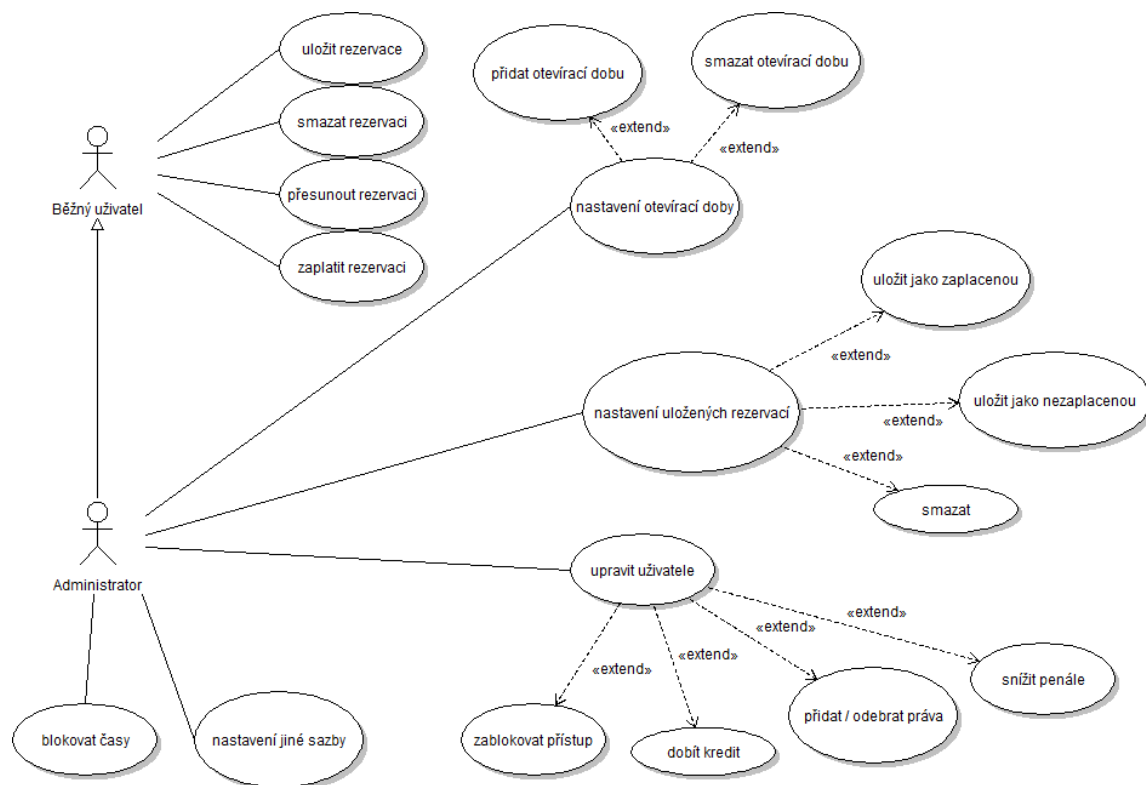 uložit rezervace
smazat rezervaci
přesunout rezervaci
zaplatit rezervaci
Běžný uživatel
přidat otevírací dobu
smazat otevírací dobu
«extend»
«extend»
nastavení otevírací doby
uložit jako zaplacenou
«extend»
nastavení uložených rezervací
uložit jako nezaplacenou
«extend»
«extend»
smazat
Administrator
upravit uživatele
«extend»
«extend»
«extend»
«extend»
snížit penále
přidat / odebrat práva
dobít kredit
zablokovat přístup
blokovat časy
nastavení jiné sazby